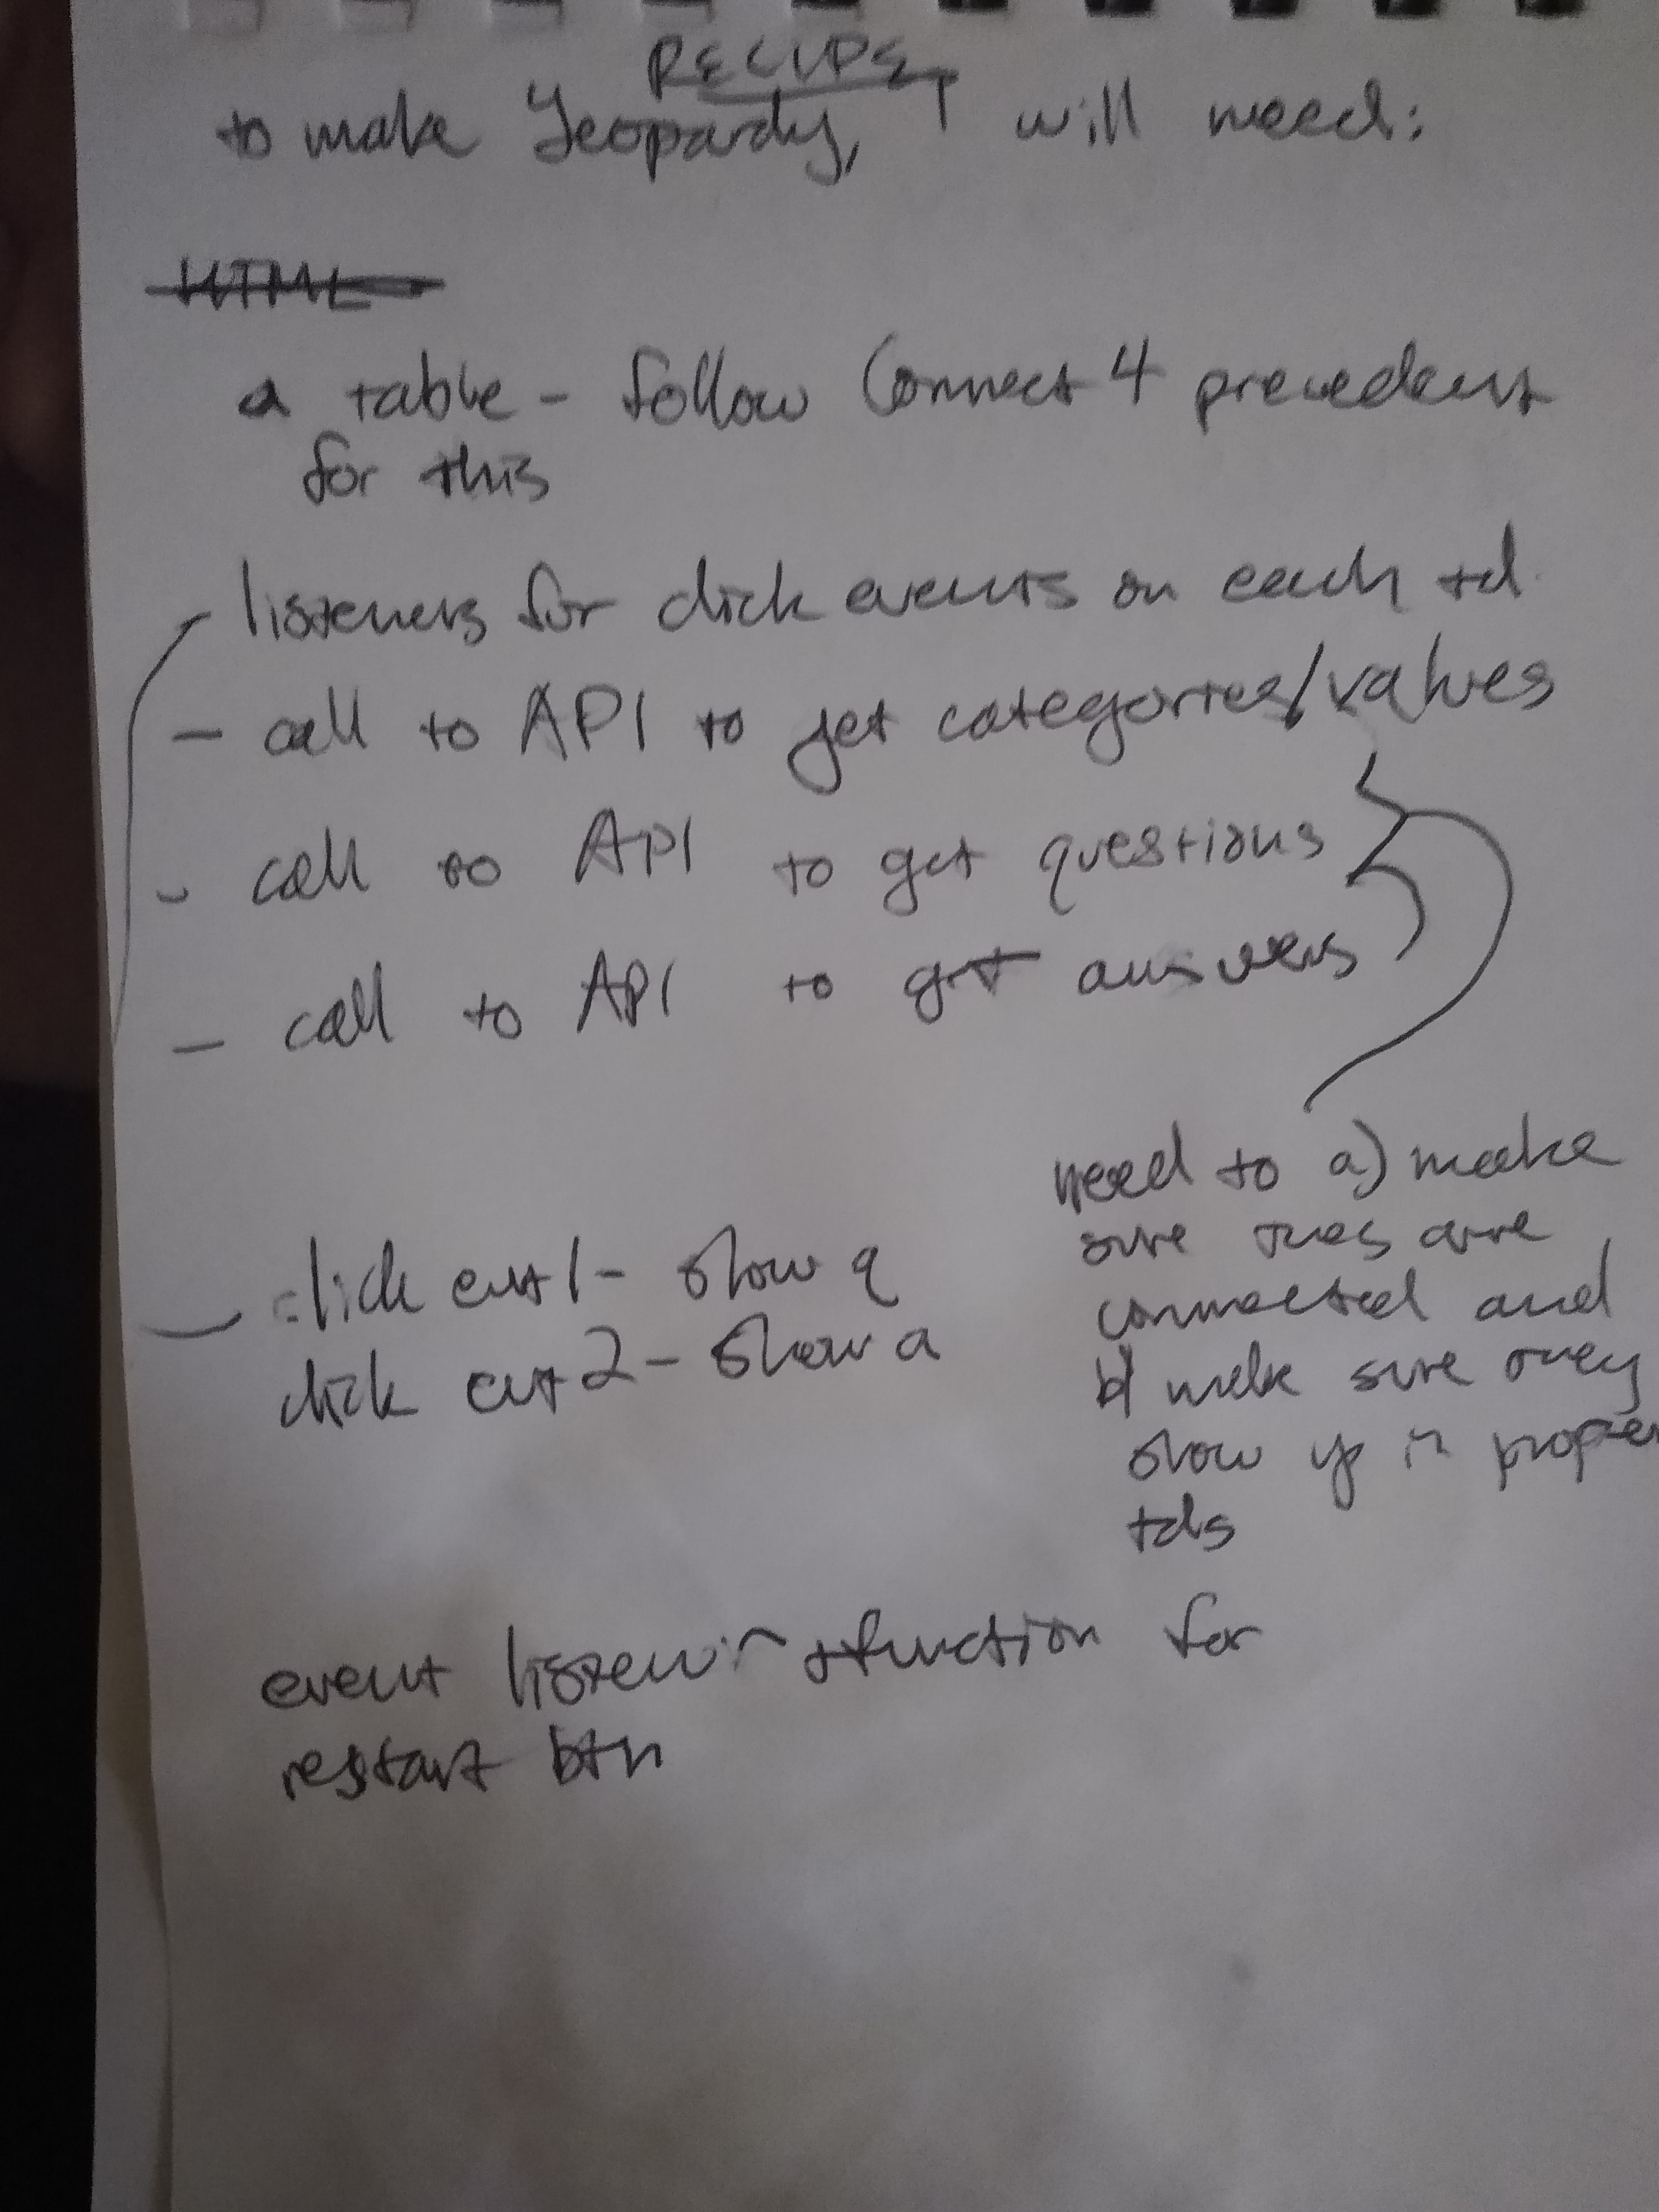 RECIPE
to make Jeopardy, I will need:
HTML
a table - follow Connect 4 precedent
for this
listeners for click events on each td
- call to API to get categories/values
- call to API to get questions
- call to API to get answers
need to a) make
sure are
connected and
b) make sure they
show up in proper
tds
click evt 1 - show q
click evt 2 - show a
event listener + function for
restart btn